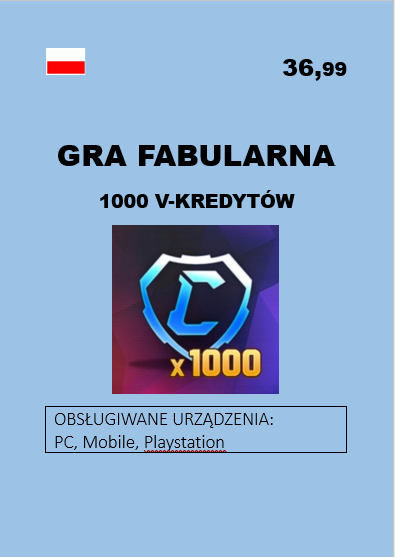 36,99
GRA FABULARNA
1000 V-KREDYTÓW
C
x1000
OBSŁUGIWANE URZĄDZENIA:
PC, Mobile, Playstation